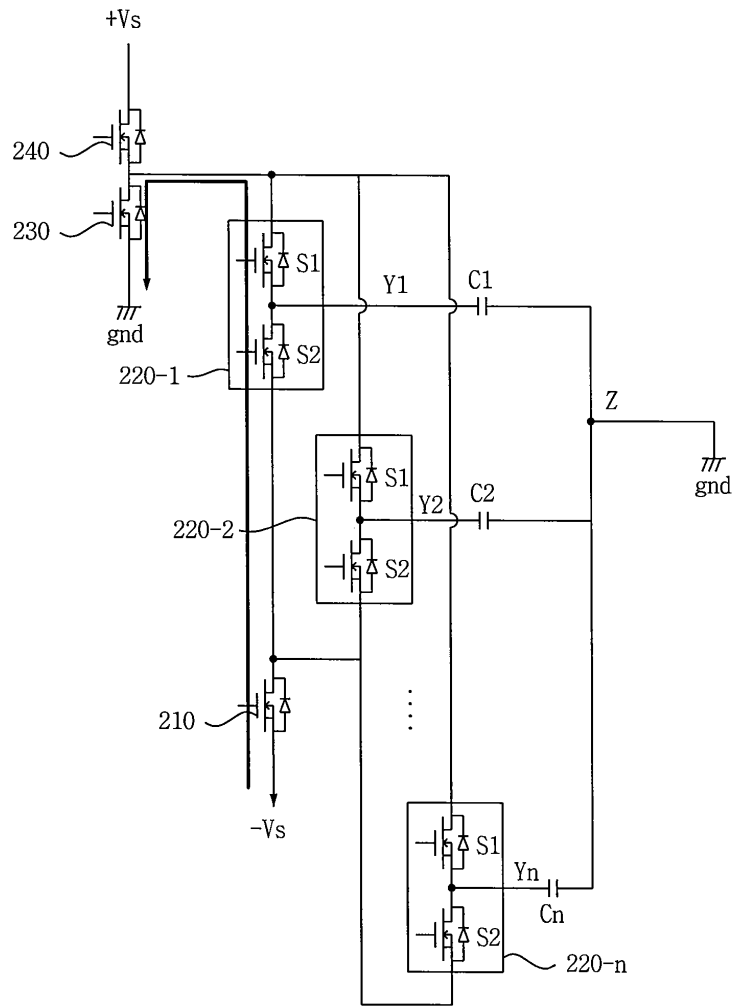 +Vs
240
230
gnd
S1
Y1
C1
S2
220-1
Z
gnd
S1
Y2
C2
220-2
S2
210
-Vs
S1
Yn
Cn
S2
220-n